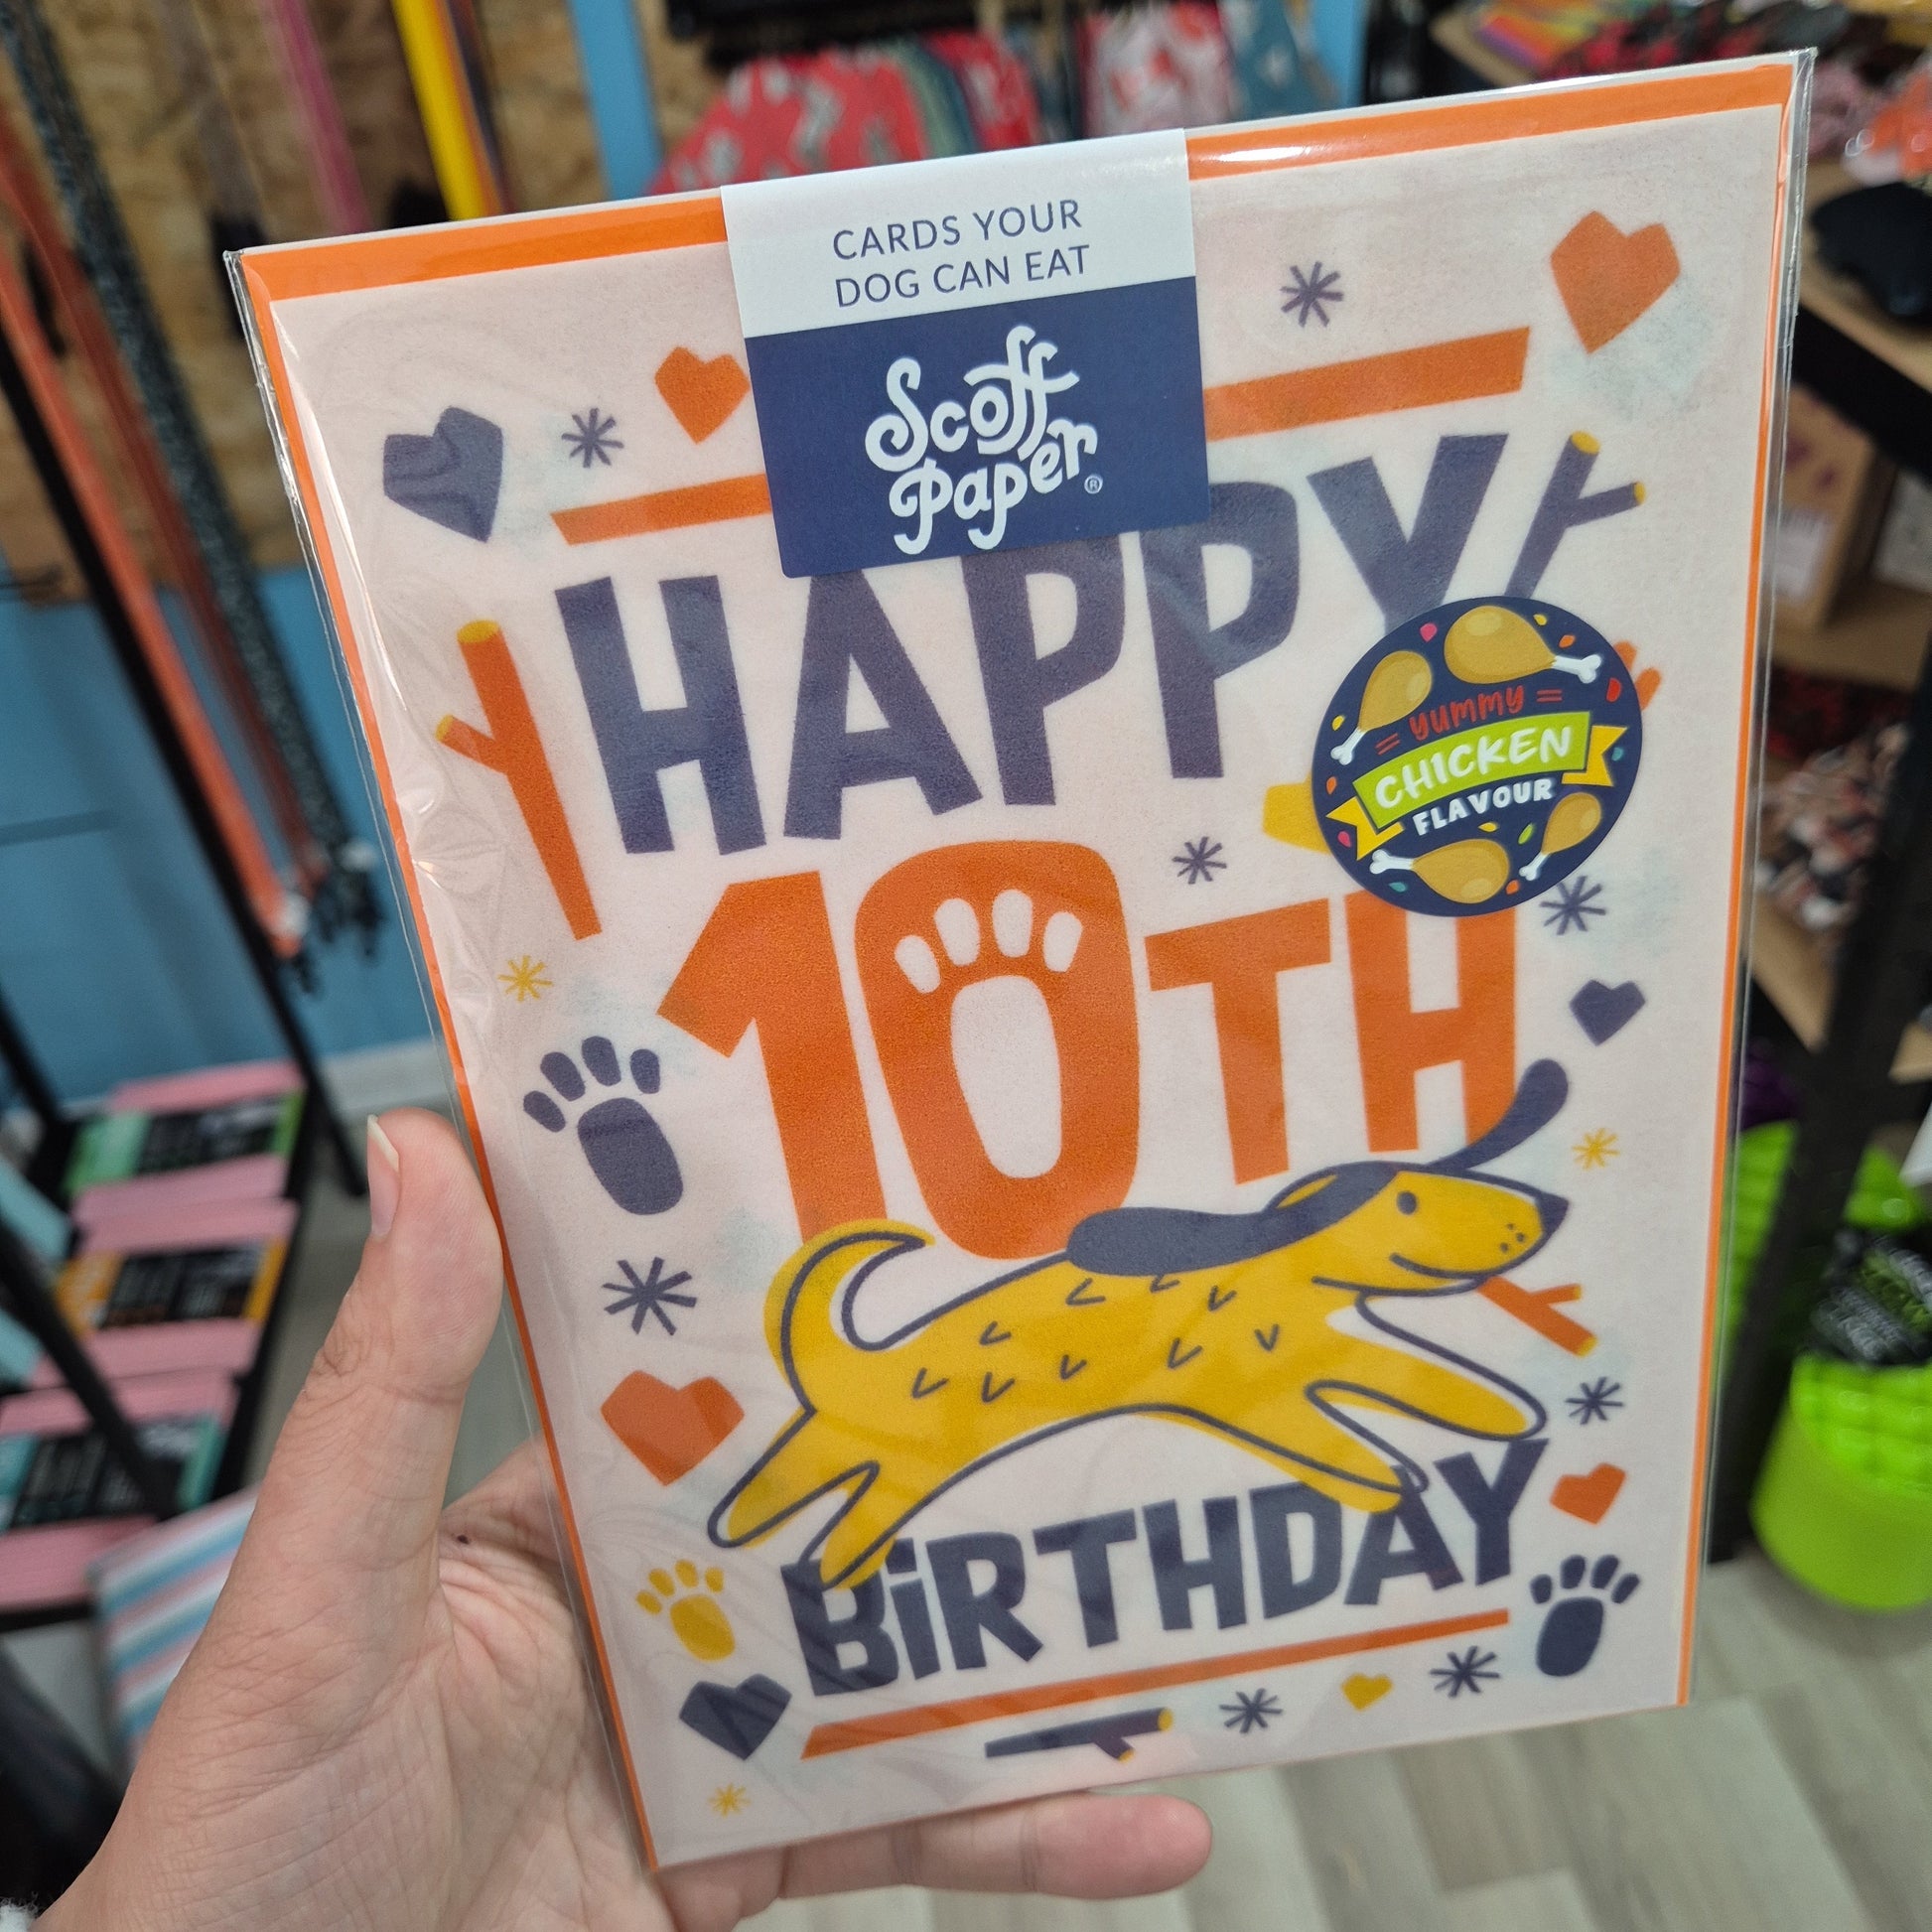 CARDS YOUR
DOG CAN EAT
Scoff
Paper®
HAPPY
YUMMY
CHICKEN
FLAVOUR
10TH
BiRTHDAY